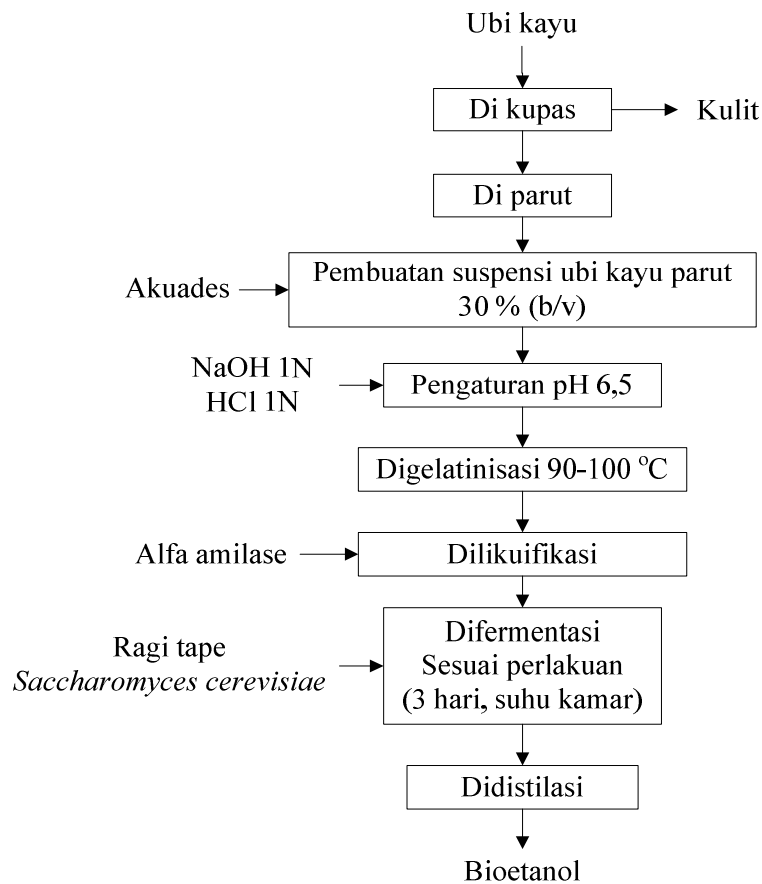 Ubi kayu
Di kupas
Kulit
Di parut
Akuades
Pembuatan suspensi ubi kayu parut
30 % (b/v)
NaOH 1N
HCl 1N
Pengaturan pH 6,5
Digelatinisasi 90-100 °C
Alfa amilase
Dilikuifikasi
Ragi tape
Saccharomyces cerevisiae
Difermentasi
Sesuai perlakuan
(3 hari, suhu kamar)
Didistilasi
Bioetanol